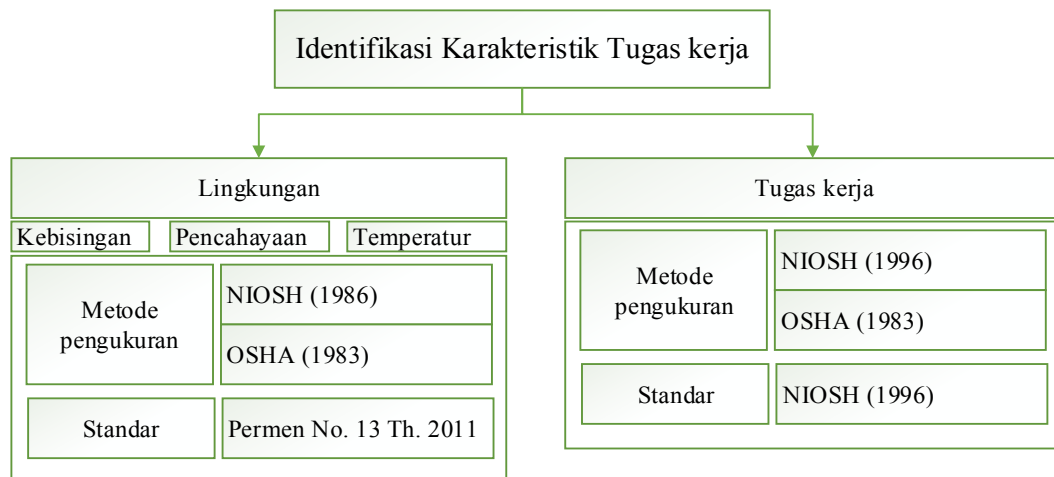 Identifikasi Karakteristik Tugas kerja
Lingkungan
Kebisingan
Pencahayaan
Temperatur
Metode
pengukuran
NIOSH (1986)
OSHA (1983)
Standar
Permen No. 13 Th. 2011
Tugas kerja
Metode
pengukuran
NIOSH (1996)
OSHA (1983)
Standar
NIOSH (1996)